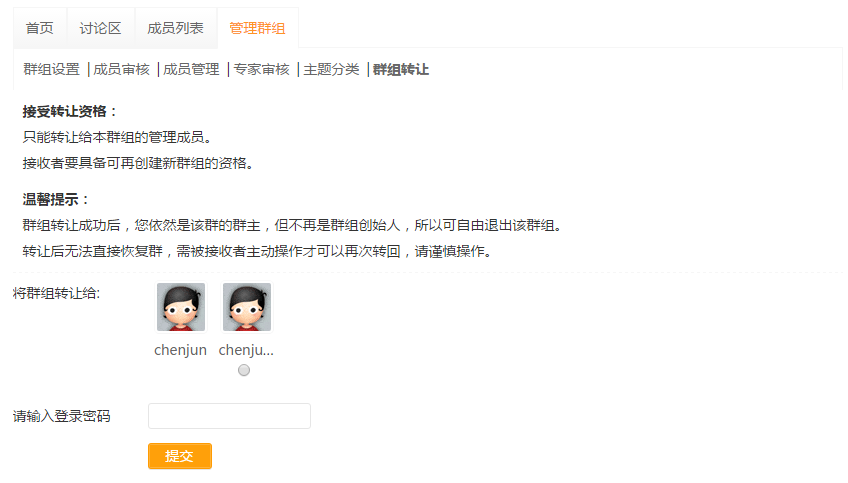 首页 讨论区 成员列表 管理群组
群组设置 |成员审核 |成员管理 |专家审核 |主题分类 |群组转让
接受转让资格：
只能转让给本群组的管理成员。
接收者要具备可再创建新群组的资格。
温馨提示：
群组转让成功后，您依然是该群的群主，但不再是群组创始人，所以可自由退出该群组。
转让后无法直接恢复群，需被接收者主动操作才可以再次转回，请谨慎操作。
将群组转让给:
chenjun chenju...
请输入登录密码
提交